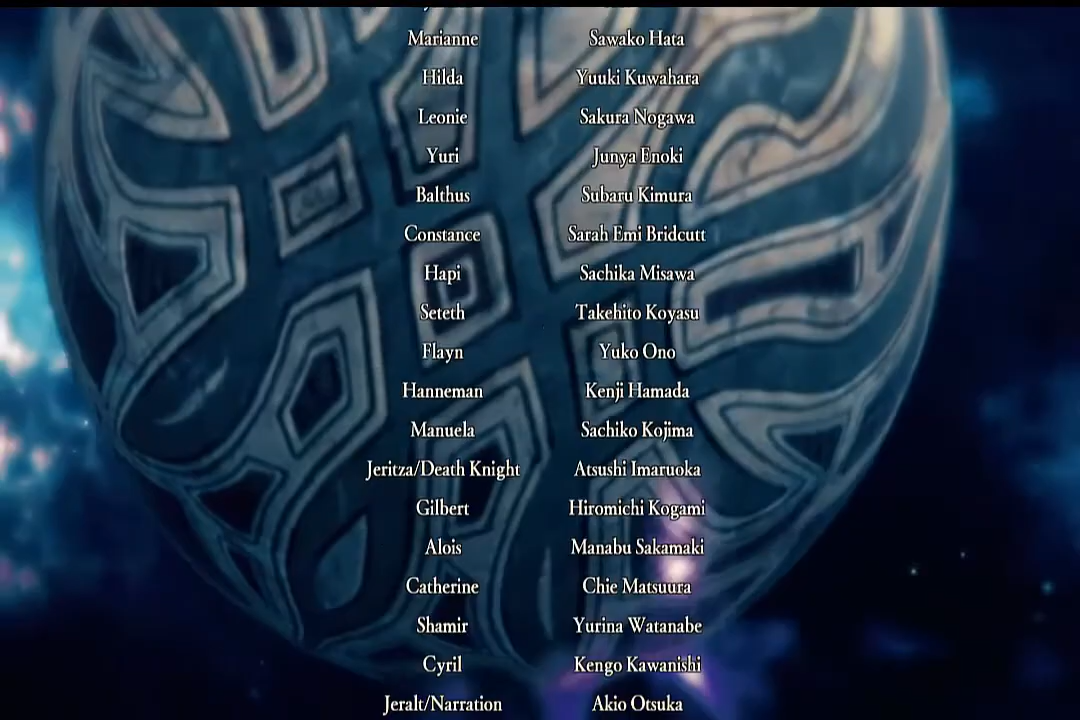 Marianne Sawako Hata
Hilda Yuuki Kuwahara
Leonie Sakura Nogawa
Yuri Junya Enoki
Balthus Subaru Kimura
Constance Sarah Emi Bridcutt
Hapi Sachika Misawa
Seteth Takehito Koyasu
Flayn Yuko Ono
Hanneman Kenji Hamada
Manuela Sachiko Kojima
Jeritza/Death Knight Atsushi Imaruoka
Gilbert Hiromichi Kogami
Alois Manabu Sakamaki
Catherine Chie Matsuura
Shamir Yurina Watanabe
Cyril Kengo Kawanishi
Jeralt/Narration Akio Otsuka